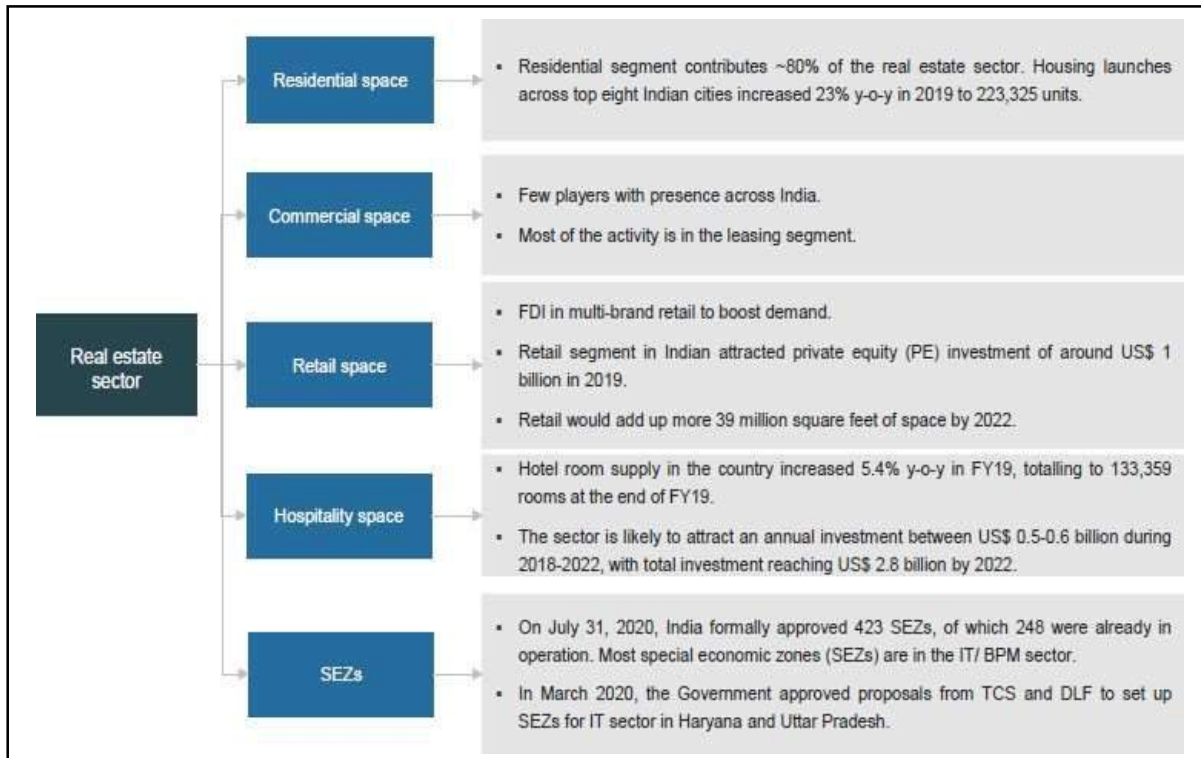 Real estate
sector
Residential space
▪ Residential segment contributes ~80% of the real estate sector. Housing launches
across top eight Indian cities increased 23% y-o-y in 2019 to 223,325 units.
Commercial space
▪ Few players with presence across India.
▪ Most of the activity is in the leasing segment.
Retail space
▪ FDI in multi-brand retail to boost demand.
▪ Retail segment in Indian attracted private equity (PE) investment of around US$ 1
billion in 2019.
▪ Retail would add up more 39 million square feet of space by 2022.
Hospitality space
▪ Hotel room supply in the country increased 5.4% y-o-y in FY19, totalling to 133,359
rooms at the end of FY19.
▪ The sector is likely to attract an annual investment between US$ 0.5-0.6 billion during
2018-2022, with total investment reaching US$ 2.8 billion by 2022.
SEZs
▪ On July 31, 2020, India formally approved 423 SEZs, of which 248 were already in
operation. Most special economic zones (SEZs) are in the IT/ BPM sector.
▪ In March 2020, the Government approved proposals from TCS and DLF to set up
SEZs for IT sector in Haryana and Uttar Pradesh.